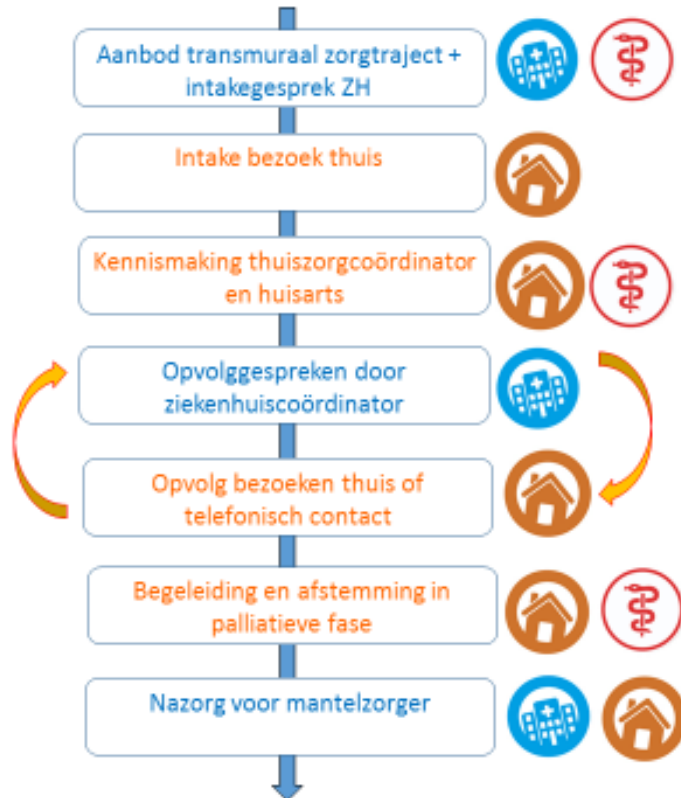 Aanbod transmuraal zorgtraject +
intakegesprek ZH
Intake bezoek thuis
Kennismaking thuiszorgcoördinator
en huisarts
Opvolggespreken door
ziekenhuiscoördinator
Opvolg bezoeken thuis of
telefonisch contact
Begeleiding en afstemming in
palliatieve fase
Nazorg voor mantelzorger